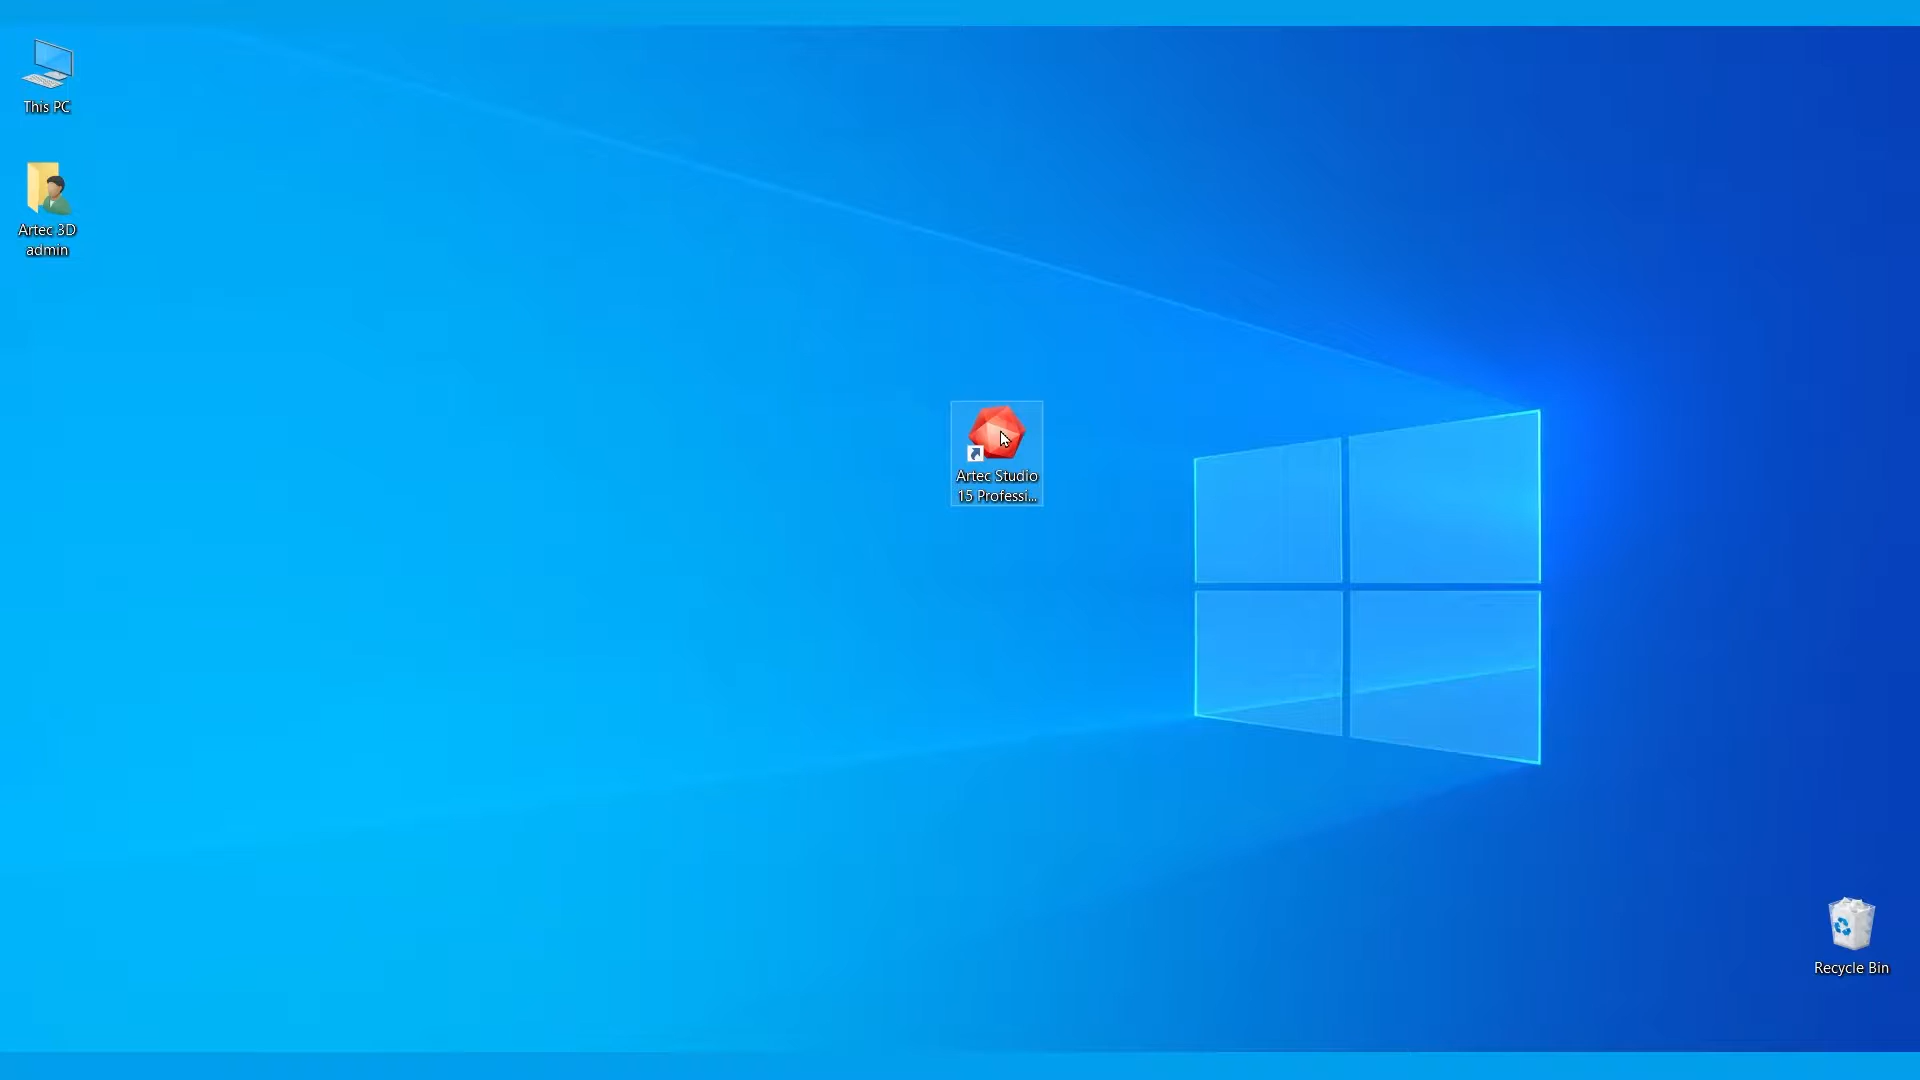 This PC
Artec 3D
admin
Artec Studio
15 Professi...
Recycle Bin